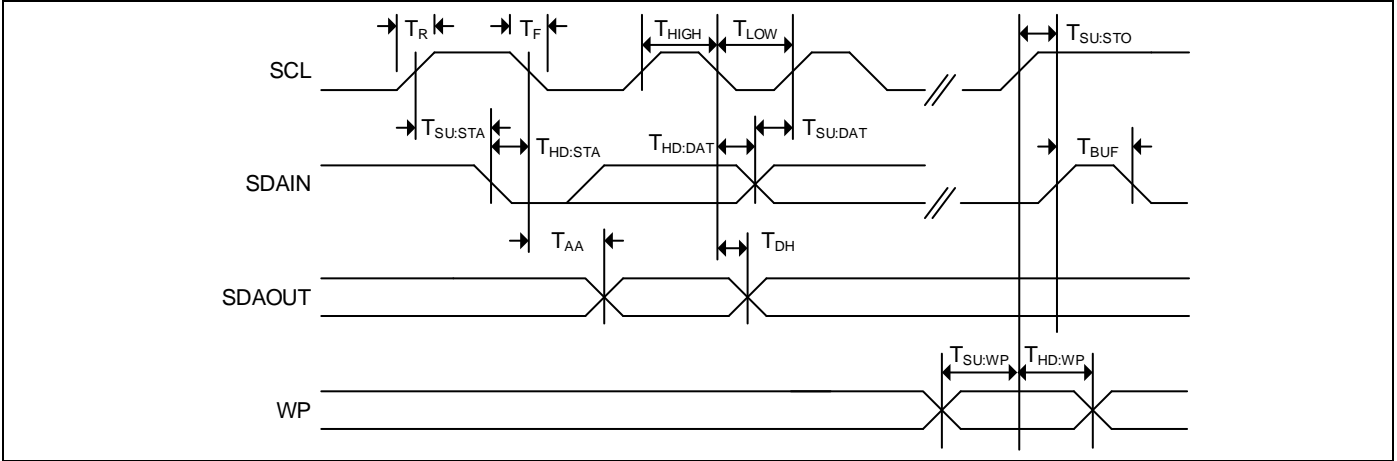 TR TF THIGH TLOW TSU:STO
SCL
TSU:STA THD:STA THD:DAT TSU:DAT
SDAIN TBUF
TAA TDH
SDAOUT
TSU:WP THD:WP
WP